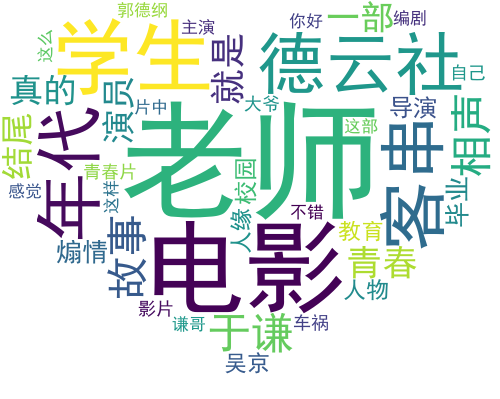 郭德纲
主演
你好
一部
编剧
这么
学生
就是
德云社
自己
真的
演员
片中
大爷
老师
这部
导演
相声
结尾
年代
客串
毕业
青春片
感觉
这样
校园
人缘
不错
故事
煽情
电影
教育
青春
人物
影片
谦哥
于谦
车祸
吴京